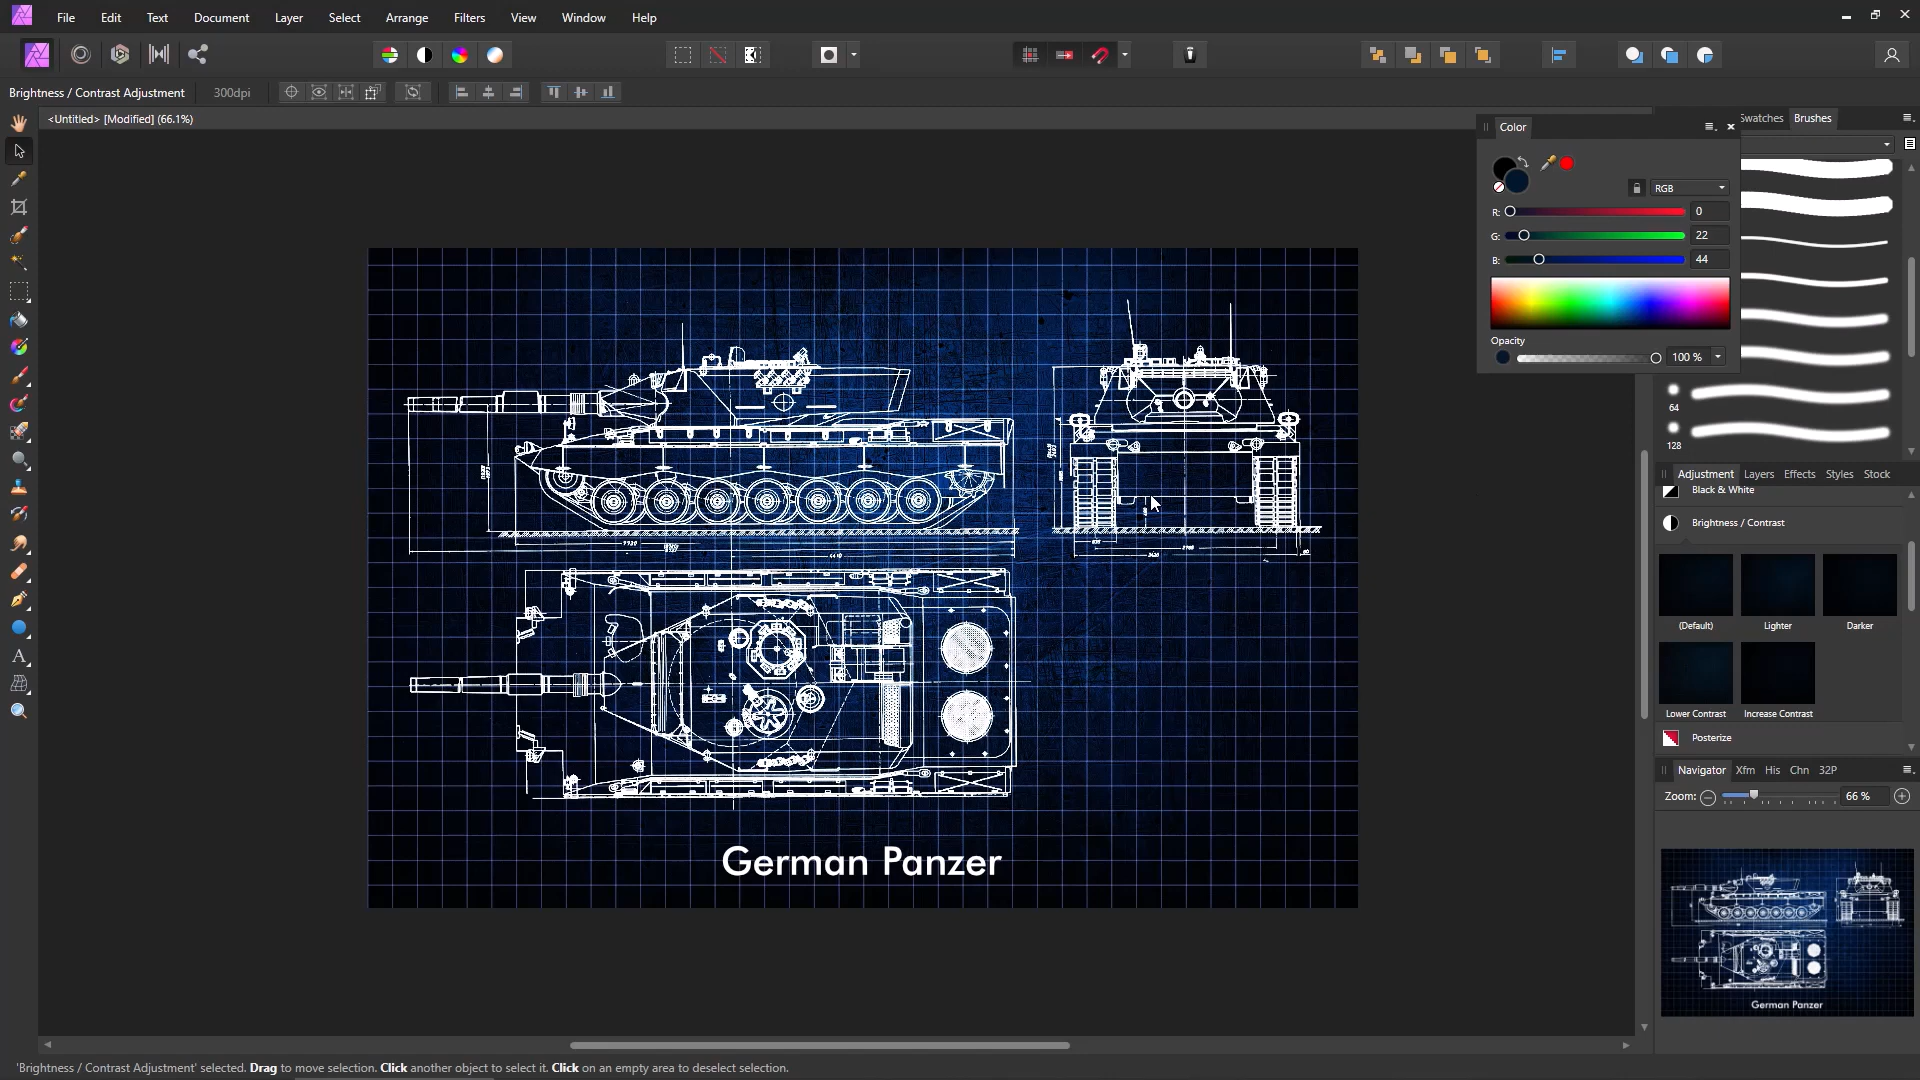 File Edit Text Document Layer Select Arrange Filters View Window Help
Brightness / Contrast Adjustment 300dpi
<Untitled> [Modified] (66.1%)
Color
Swatches Brushes
RGB
R: 0
G: 22
B: 44
Opacity
100 %
64
128
Adjustment Layers Effects Styles Stock
Black & White
Brightness / Contrast
(Default) Lighter Darker
Lower Contrast Increase Contrast
Posterize
Navigator Xfm His Chn 32P
Zoom: 66 %
German Panzer
German Panzer
'Brightness / Contrast Adjustment' selected. Drag to move selection. Click another object to select it. Click on an empty area to deselect selection.